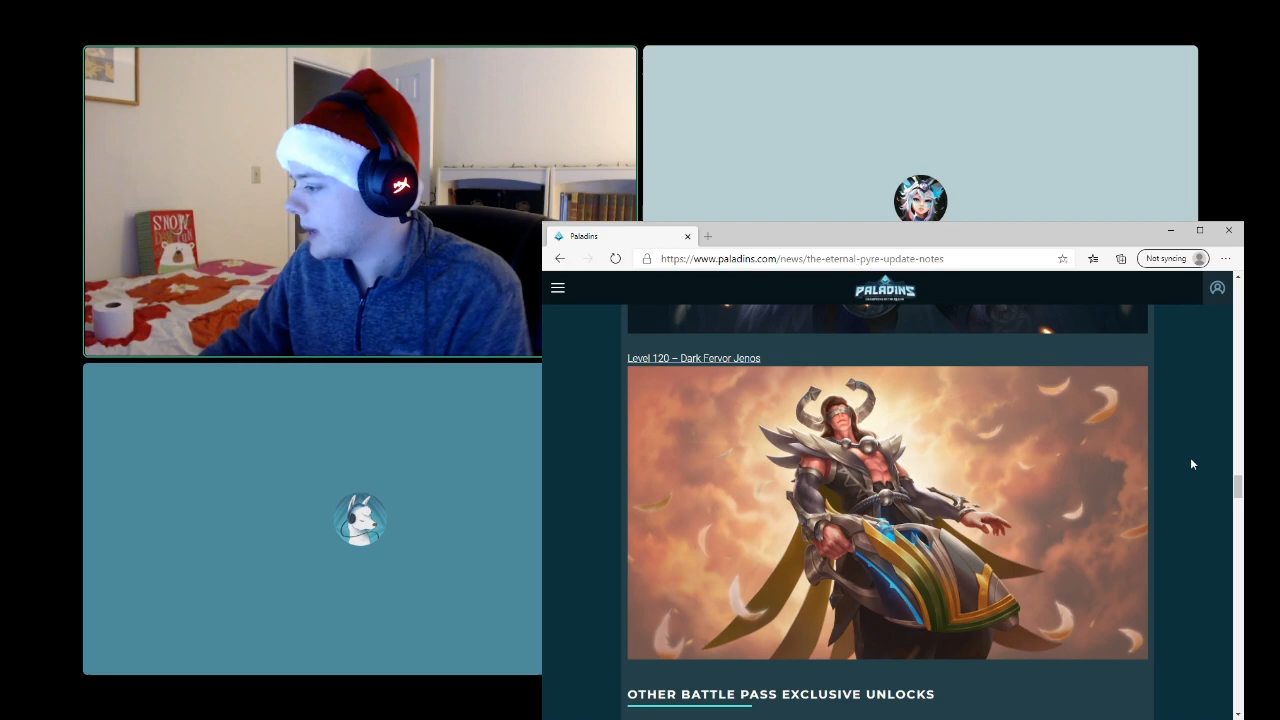 SNOW
Paladins
https://www.paladins.com/news/the-eternal-pyre-update-notes
Not syncing
PALADINS
Level 120 – Dark Fervor Jenos
OTHER BATTLE PASS EXCLUSIVE UNLOCKS